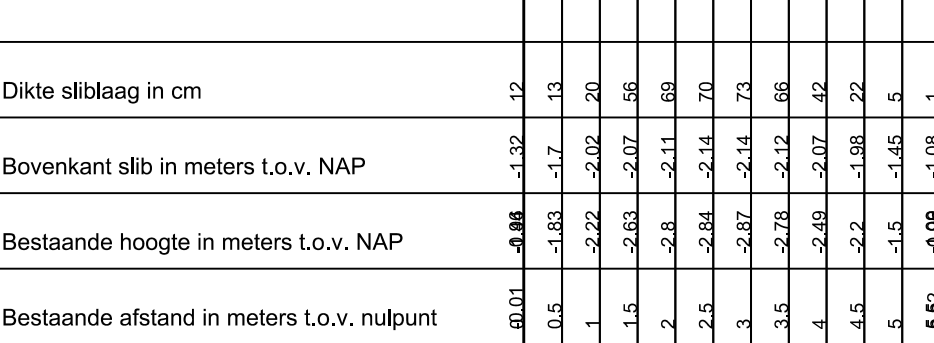 Dikte sliblaag in cm 12 13 20 56 69 70 73 66 42 22 5 1
Bovenkant slib in meters t.o.v. NAP -1.32 -1.7 -2.02 -2.07 -2.11 -2.14 -2.14 -2.12 -2.07 -1.98 -1.45 -1.08
Bestaande hoogte in meters t.o.v. NAP -1.83 -2.22 -2.63 -2.8 -2.84 -2.87 -2.78 -2.49 -2.2 -1.5
Bestaande afstand in meters t.o.v. nulpunt 0.5 1 1.5 2 2.5 3 3.5 4 4.5 5